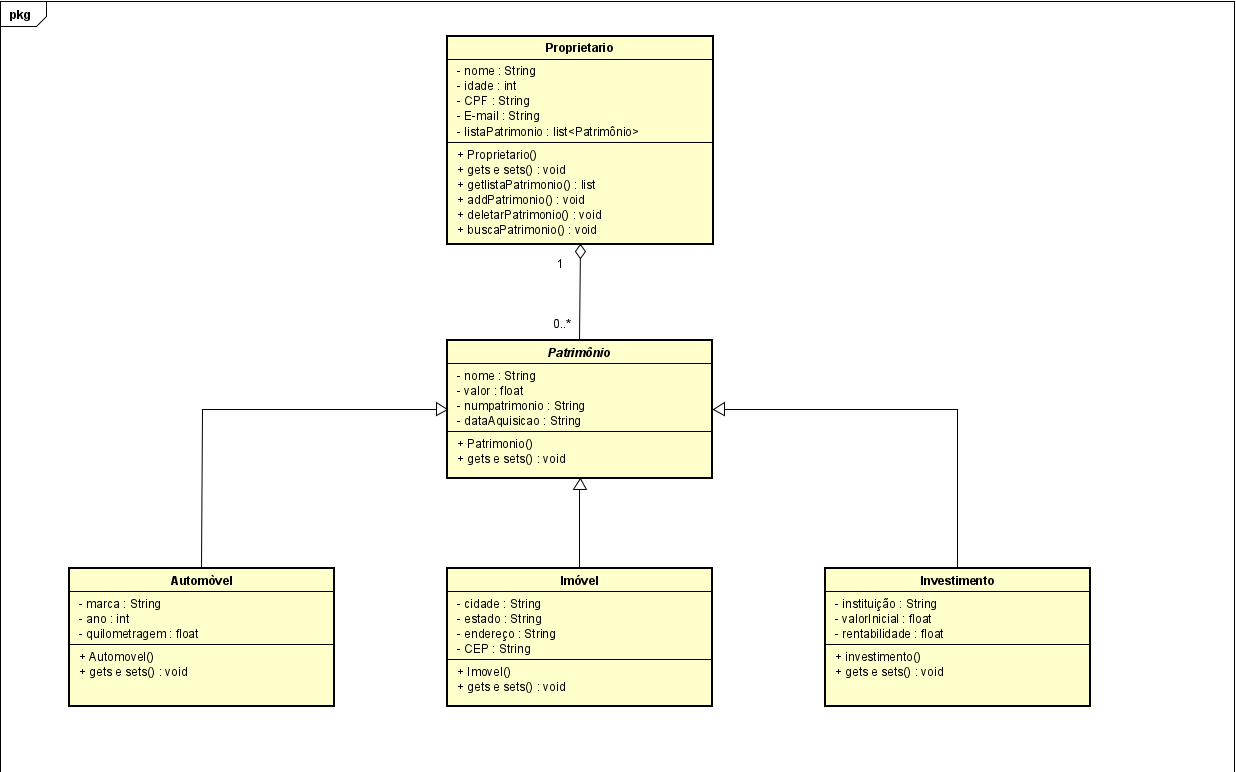 pkg
Proprietario
- nome : String
- idade : int
- CPF : String
- E-mail : String
- listaPatrimonio : list<Patrimônio>
+ Proprietario()
+ gets e sets() : void
+ getlistaPatrimonio() : list
+ addPatrimonio() : void
+ deletarPatrimonio() : void
+ buscaPatrimonio() : void
1
0..*
Patrimônio
- nome : String
- valor : float
- numpatrimonio : String
- dataAquisicao : String
+ Patrimonio()
+ gets e sets() : void
Automòvel
- marca : String
- ano : int
- quilometragem : float
+ Automovel()
+ gets e sets() : void
Imóvel
- cidade : String
- estado : String
- endereço : String
- CEP : String
+ Imovel()
+ gets e sets() : void
Investimento
- instituição : String
- valorInicial : float
- rentabilidade : float
+ investimento()
+ gets e sets() : void